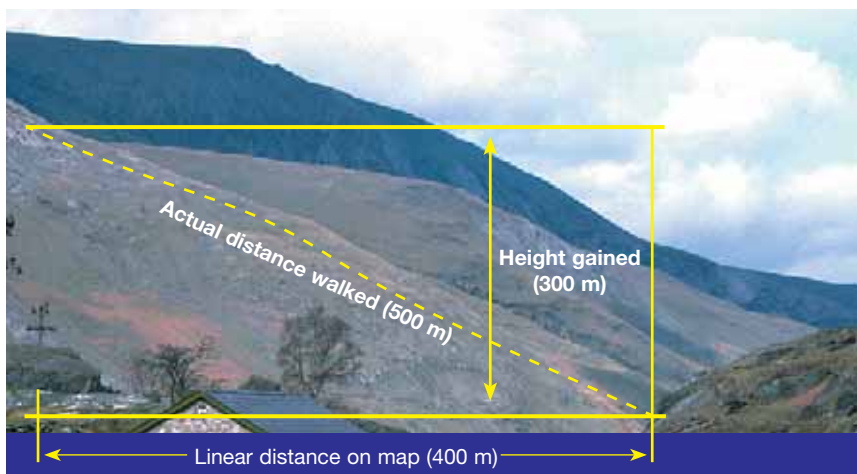 Actual distance walked (500 m)
Height gained
(300 m)
Linear distance on map (400 m)